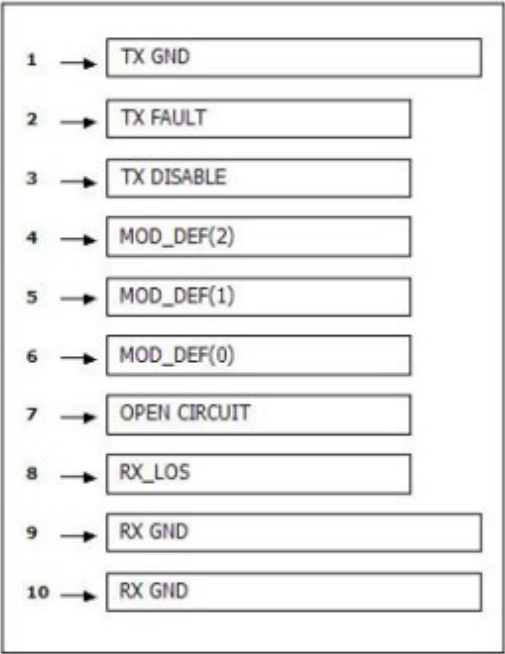 1 TX GND
2 TX FAULT
3 TX DISABLE
4 MOD_DEF(2)
5 MOD_DEF(1)
6 MOD_DEF(0)
7 OPEN CIRCUIT
8 RX_LOS
9 RX GND
10 RX GND